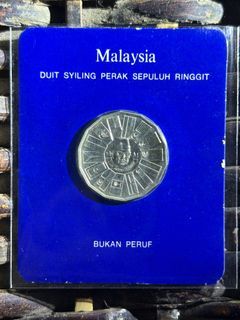 Malaysia
DUIT SYILING PERAK SEPULUH RINGGIT
BUKAN PERUF